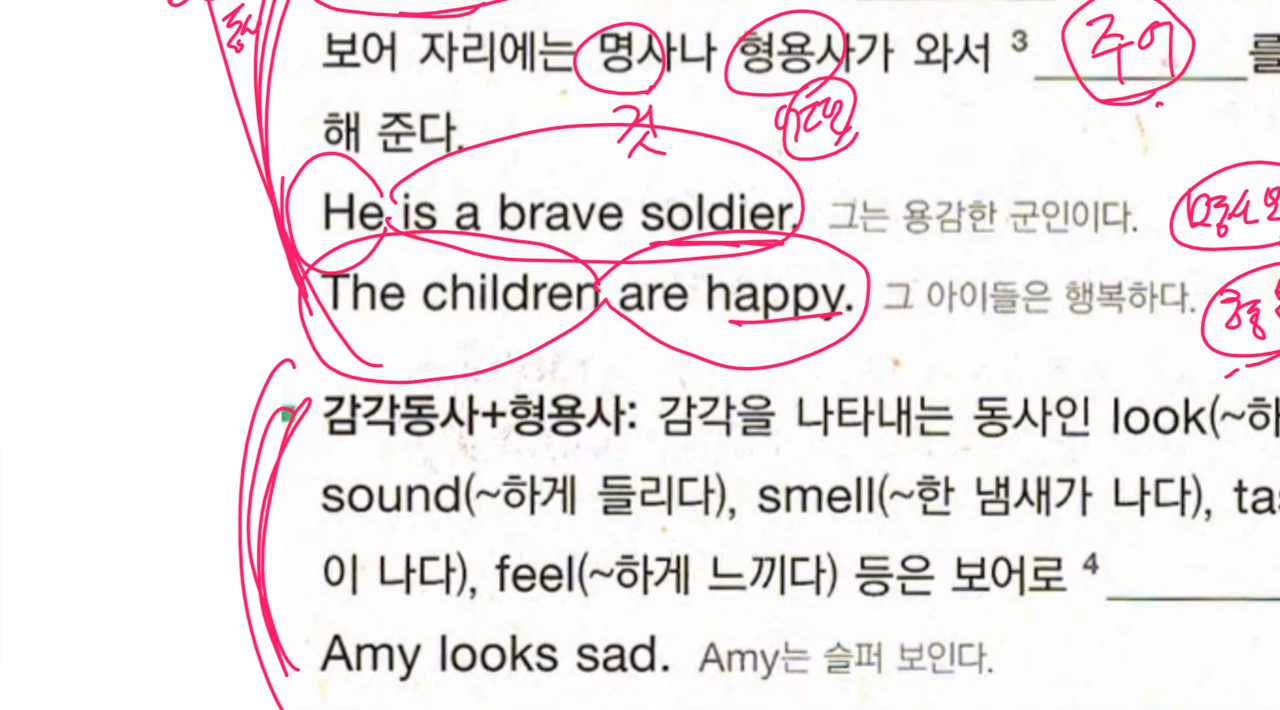 보어 자리에는 명사나 형용사가 와서 3 주어 를
해 준다. 것
He is a brave soldier. 그는 용감한 군인이다.
The children are happy. 그 아이들은 행복하다.
감각동사+형용사: 감각을 나타내는 동사인 look(~하
sound(~하게 들리다), smell(~한 냄새가 나다), tas
이 나다), feel(~하게 느끼다) 등은 보어로 4
Amy looks sad. Amy는 슬퍼 보인다.